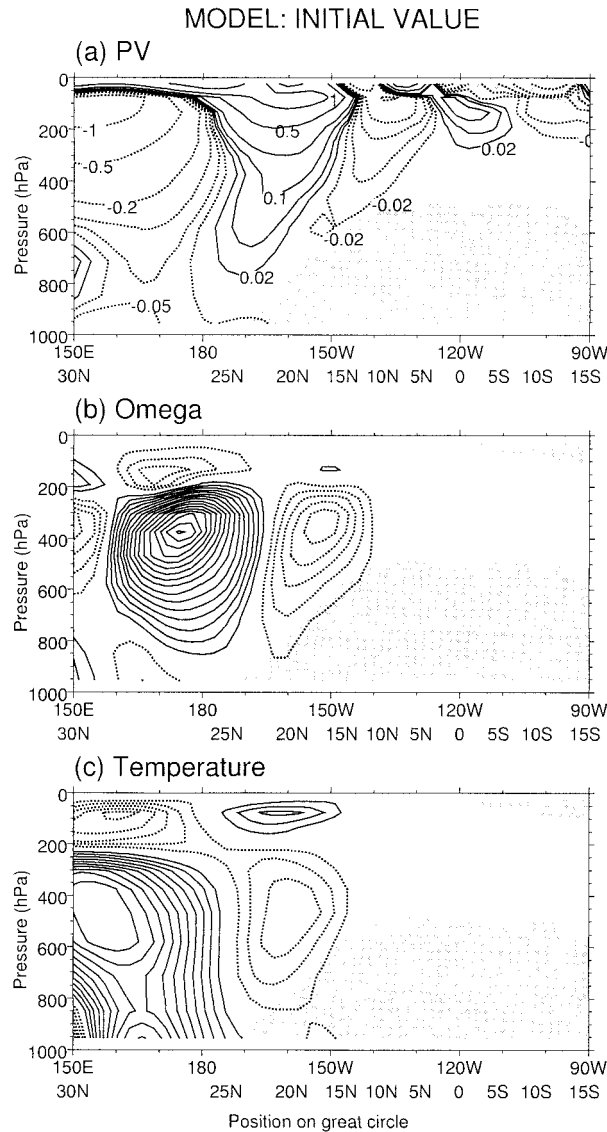 MODEL: INITIAL VALUE
(a) PV
0
200
400
600
800
1000
Pressure (hPa)
-1
-0.5
-0.2
-0.05
1
0.5
0.1
0.02
-0.02
-0.02
0.02
150E 180 150W 120W 90W
30N 25N 20N 15N 10N 5N 0 5S 10S 15S
(b) Omega
0
200
400
600
800
1000
Pressure (hPa)
150E 180 150W 120W 90W
30N 25N 20N 15N 10N 5N 0 5S 10S 15S
(c) Temperature
0
200
400
600
800
1000
Pressure (hPa)
150E 180 150W 120W 90W
30N 25N 20N 15N 10N 5N 0 5S 10S 15S
Position on great circle